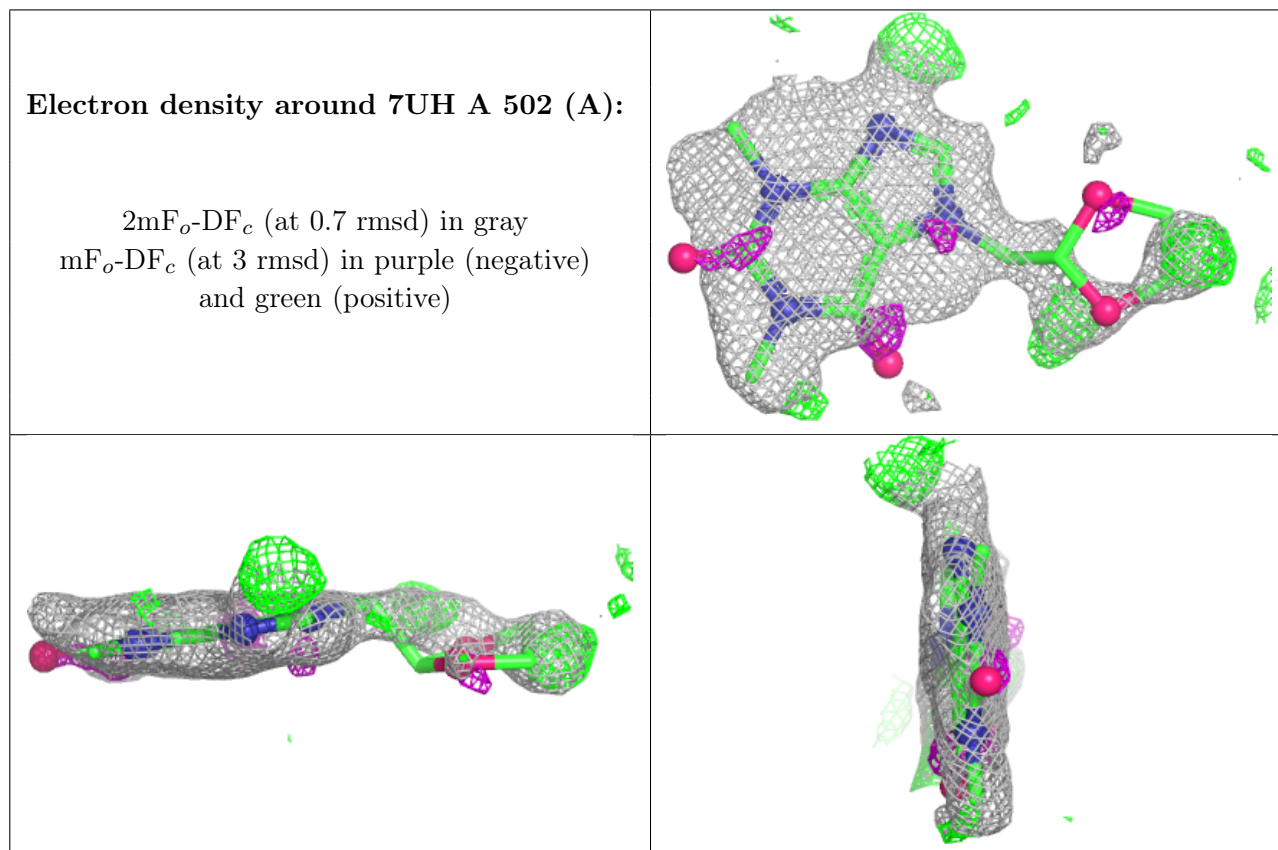 Electron density around 7UH A 502 (A):
2mFo-DFc (at 0.7 rmsd) in gray
mFo-DFc (at 3 rmsd) in purple (negative)
and green (positive)